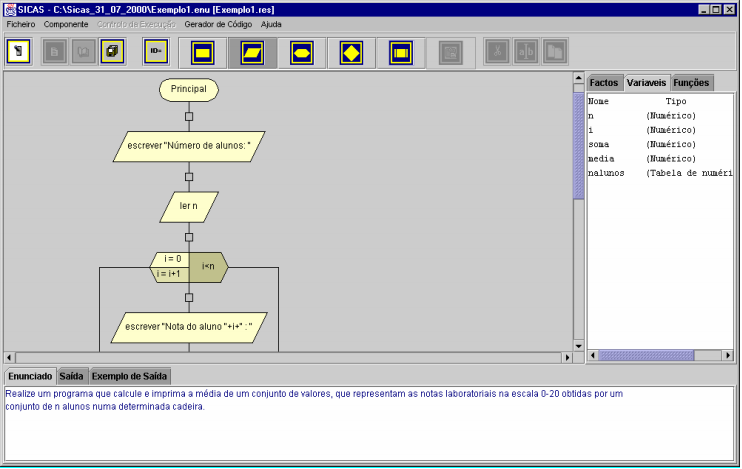 SICAS - C:\Sicas_31_07_2000\Exemplo1.enu [Exemplo1.res]
Ficheiro Componente Controlo de Execução Gerador de Código Ajuda
ID=
a b
Principal
escrever "Número de alunos: "
ler n
i = 0
i = i+1
i<n
escrever "Nota do aluno "+i+" : "
Factos Variaveis Funções
Nome Tipo
n (Numérico)
i (Numérico)
soma (Numérico)
media (Numérico)
nalunos (Tabela de numéri
Enunciado Saída Exemplo de Saída
Realize um programa que calcule e imprima a média de um conjunto de valores, que representam as notas laboratoriais na escala 0-20 obtidas por um
conjunto de n alunos numa determinada cadeira.